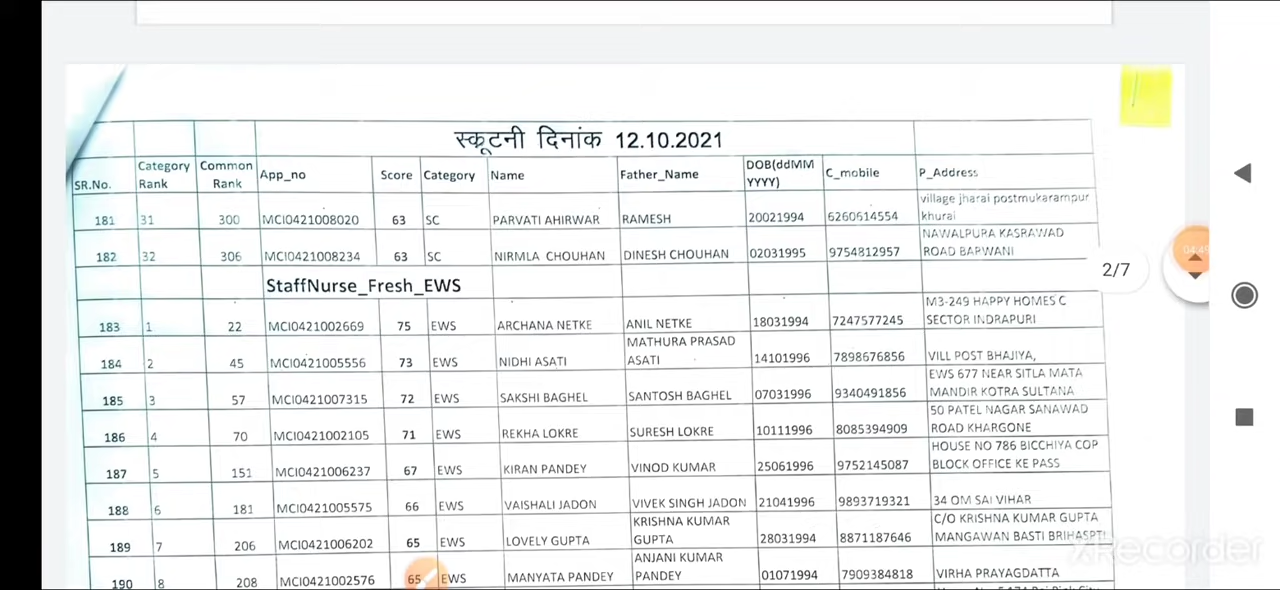 स्कूटनी दिनांक 12.10.2021
SR.No. Category Rank Common Rank App_no Score Category Name Father_Name DOB(ddMM YYYY) C_mobile P_Address
181 31 300 MCI0421008020 63 SC PARVATI AHIRWAR RAMESH 20021994 6260614554 village jharai postmukarampur khurai
182 32 306 MCI0421008234 63 SC NIRMLA CHOUHAN DINESH CHOUHAN 02031995 9754812957 NAWALPURA KASRAWAD ROAD BARWANI
StaffNurse_Fresh_EWS
183 1 22 MCI0421002669 75 EWS ARCHANA NETKE ANIL NETKE 18031994 7247577245 M3-249 HAPPY HOMES C SECTOR INDRAPURI
184 2 45 MCI0421005556 73 EWS NIDHI ASATI MATHURA PRASAD ASATI 14101996 7898676856 VILL POST BHAJIYA,
185 3 57 MCI0421007315 72 EWS SAKSHI BAGHEL SANTOSH BAGHEL 07031996 9340491856 EWS 677 NEAR SITLA MATA MANDIR KOTRA SULTANA
186 4 70 MCI0421002105 71 EWS REKHA LOKRE SURESH LOKRE 10111996 8085394909 50 PATEL NAGAR SANAWAD ROAD KHARGONE
187 5 151 MCI0421006237 67 EWS KIRAN PANDEY VINOD KUMAR 25061996 9752145087 HOUSE NO 786 BICCHIYA COP BLOCK OFFICE KE PASS
188 6 181 MCI0421005575 66 EWS VAISHALI JADON VIVEK SINGH JADON 21041996 9893719321 34 OM SAI VIHAR
189 7 206 MCI0421006202 65 EWS LOVELY GUPTA KRISHNA KUMAR GUPTA 28031994 8871187646 C/O KRISHNA KUMAR GUPTA MANGAWAN BASTI BRIHASPTI
190 8 208 MCI0421002576 65 EWS MANYATA PANDEY ANJANI KUMAR PANDEY 01071994 7909384818 VIRHA PRAYAGDATTA
2/7
04:45
XRecorder